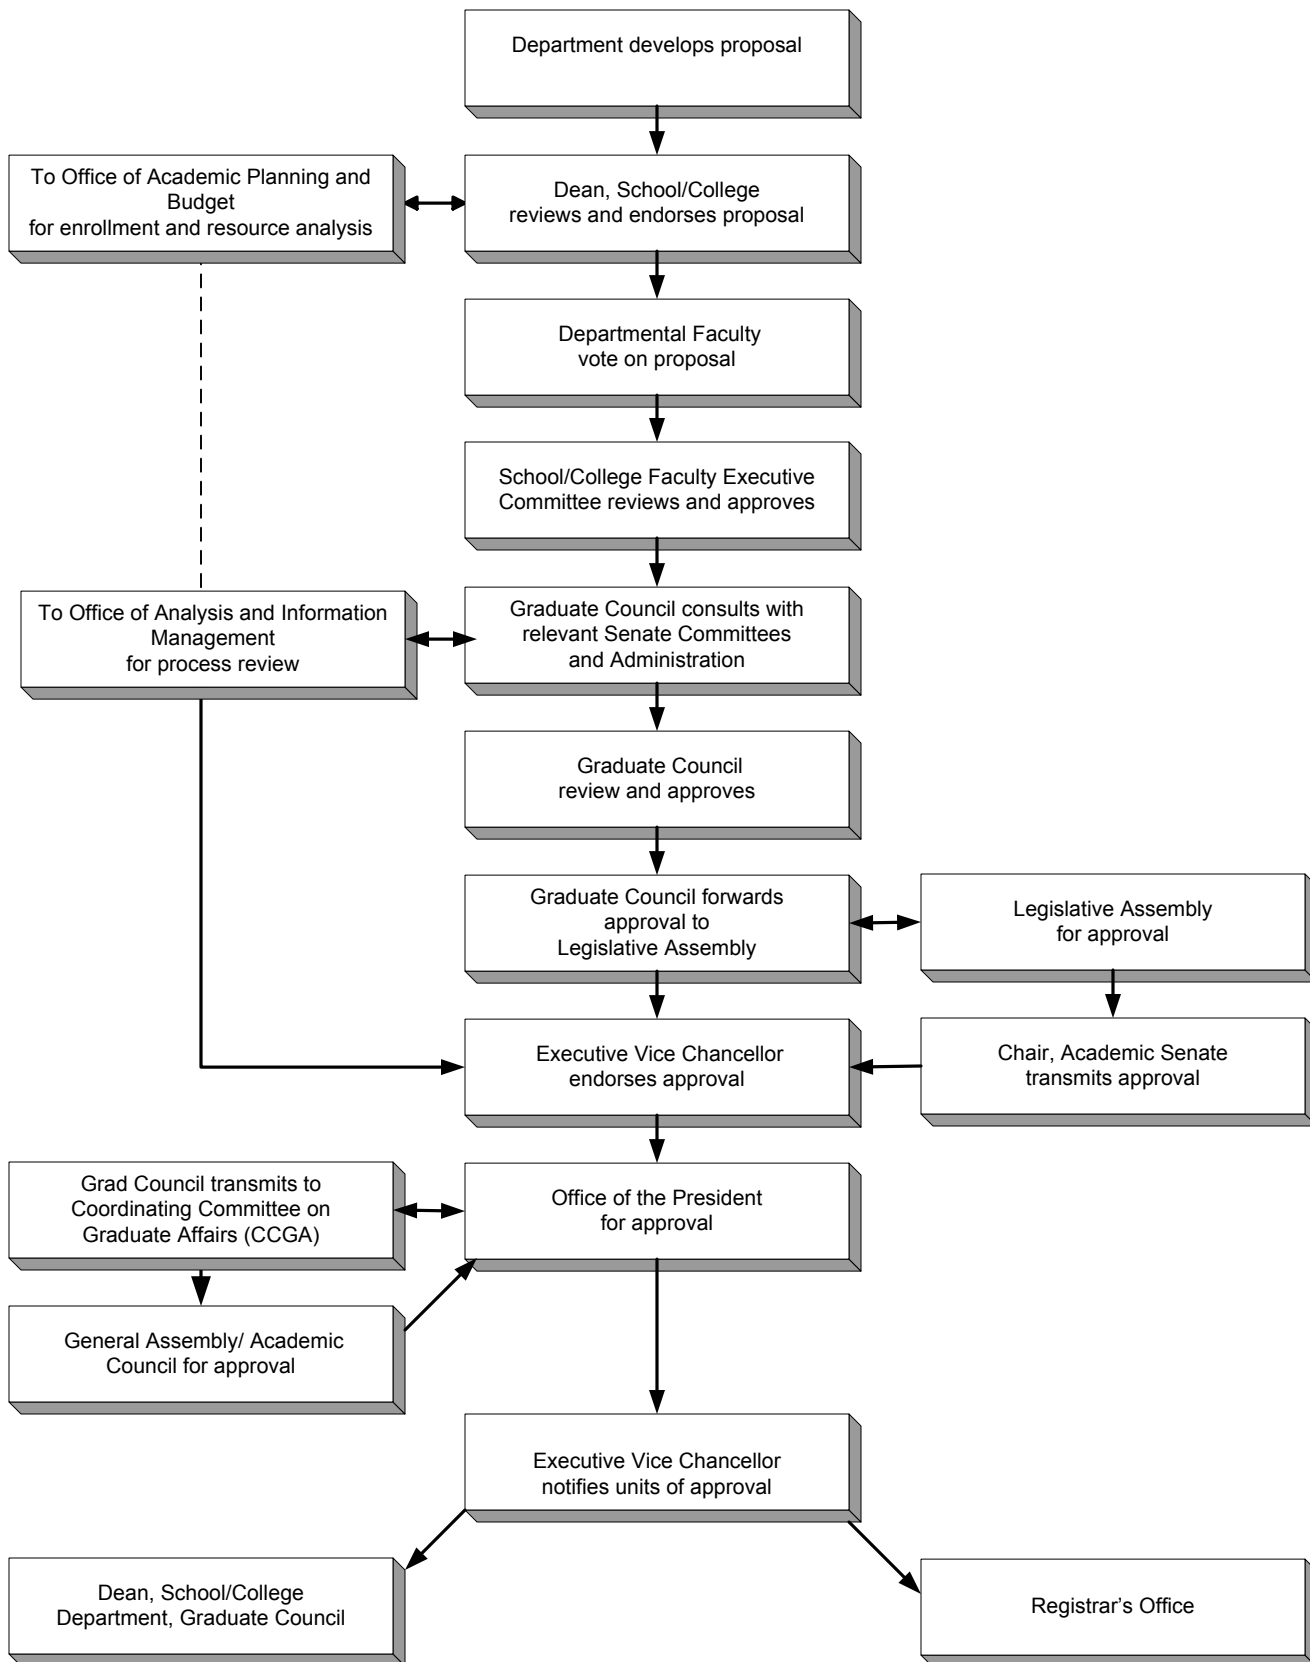 Department develops proposal
To Office of Academic Planning and
Budget
for enrollment and resource analysis
Dean, School/College
reviews and endorses proposal
Departmental Faculty
vote on proposal
School/College Faculty Executive
Committee reviews and approves
To Office of Analysis and Information
Management
for process review
Graduate Council consults with
relevant Senate Committees
and Administration
Graduate Council
review and approves
Graduate Council forwards
approval to
Legislative Assembly
Legislative Assembly
for approval
Executive Vice Chancellor
endorses approval
Chair, Academic Senate
transmits approval
Grad Council transmits to
Coordinating Committee on
Graduate Affairs (CCGA)
Office of the President
for approval
General Assembly/ Academic
Council for approval
Executive Vice Chancellor
notifies units of approval
Dean, School/College
Department, Graduate Council
Registrar’s Office